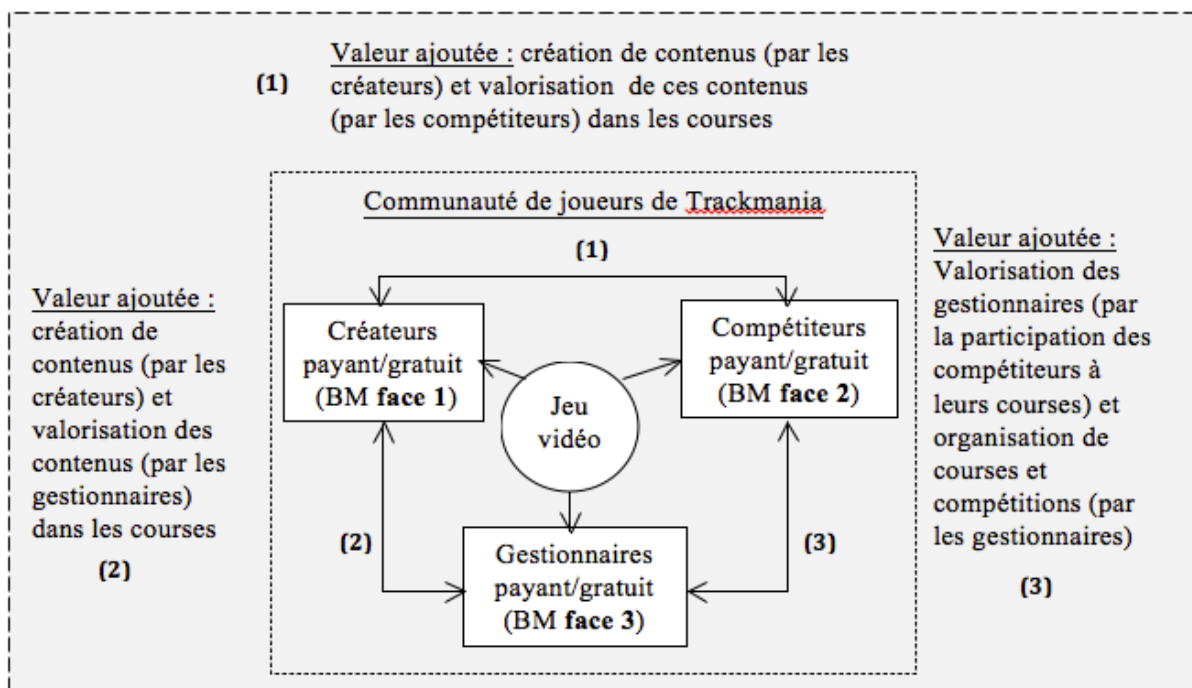 Valeur ajoutée : création de contenus (par les
(1) créateurs) et valorisation de ces contenus
(par les compétiteurs) dans les courses
Communauté de joueurs de Trackmania
(1)
Valeur ajoutée :
création de
contenus (par les
créateurs) et
valorisation des
contenus (par les
gestionnaires)
dans les courses
(2)
Créateurs
payant/gratuit
(BM face 1)
Compétiteurs
payant/gratuit
(BM face 2)
Jeu
vidéo
(2)
(3)
Gestionnaires
payant/gratuit
(BM face 3)
Valeur ajoutée :
Valorisation des
gestionnaires (par
la participation des
compétiteurs à
leurs courses) et
organisation de
courses et
compétitions (par
les gestionnaires)
(3)